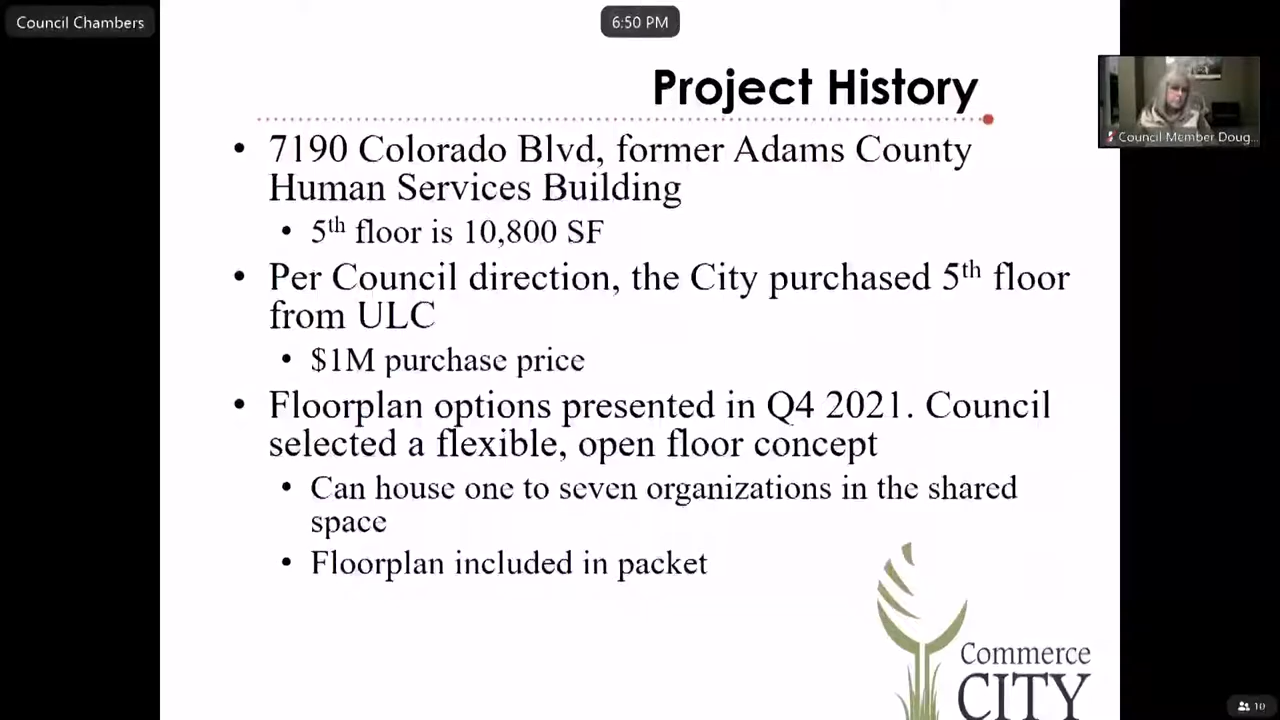 Council Chambers
6:50 PM
Project History
Council Member Doug...
• 7190 Colorado Blvd, former Adams County
Human Services Building
• 5th floor is 10,800 SF
• Per Council direction, the City purchased 5th floor
from ULC
• $1M purchase price
• Floorplan options presented in Q4 2021. Council
selected a flexible, open floor concept
• Can house one to seven organizations in the shared
space
• Floorplan included in packet
Commerce
CITY
10